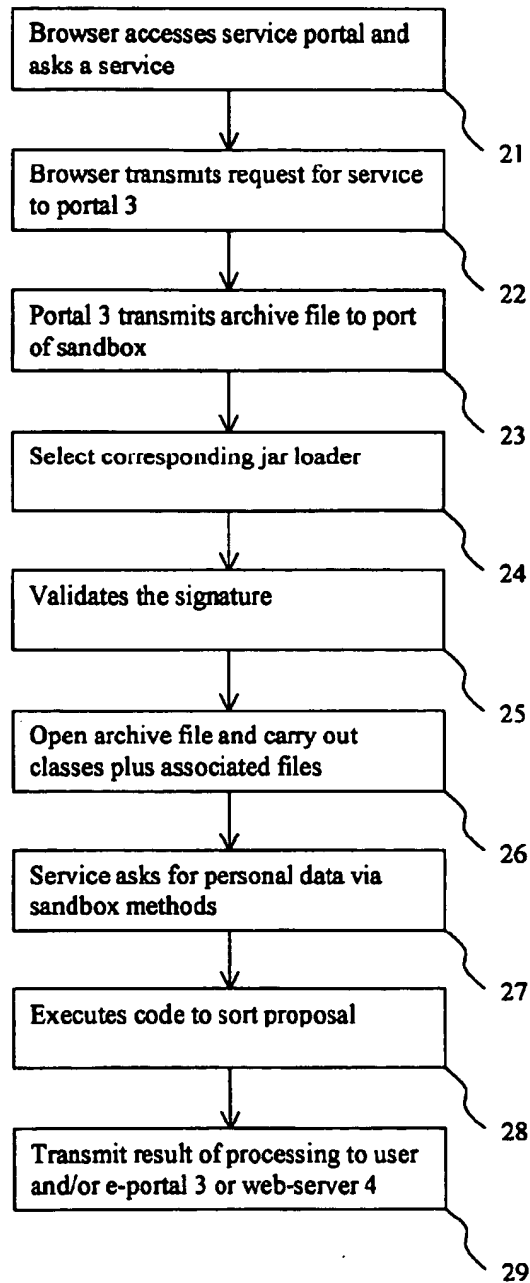 Browser accesses service portal and
asks a service
21
Browser transmits request for service
to portal 3
22
Portal 3 transmits archive file to port
of sandbox
23
Select corresponding jar loader
24
Validates the signature
25
Open archive file and carry out
classes plus associated files
26
Service asks for personal data via
sandbox methods
27
Executes code to sort proposal
28
Transmit result of processing to user
and/or e-portal 3 or web-server 4
29